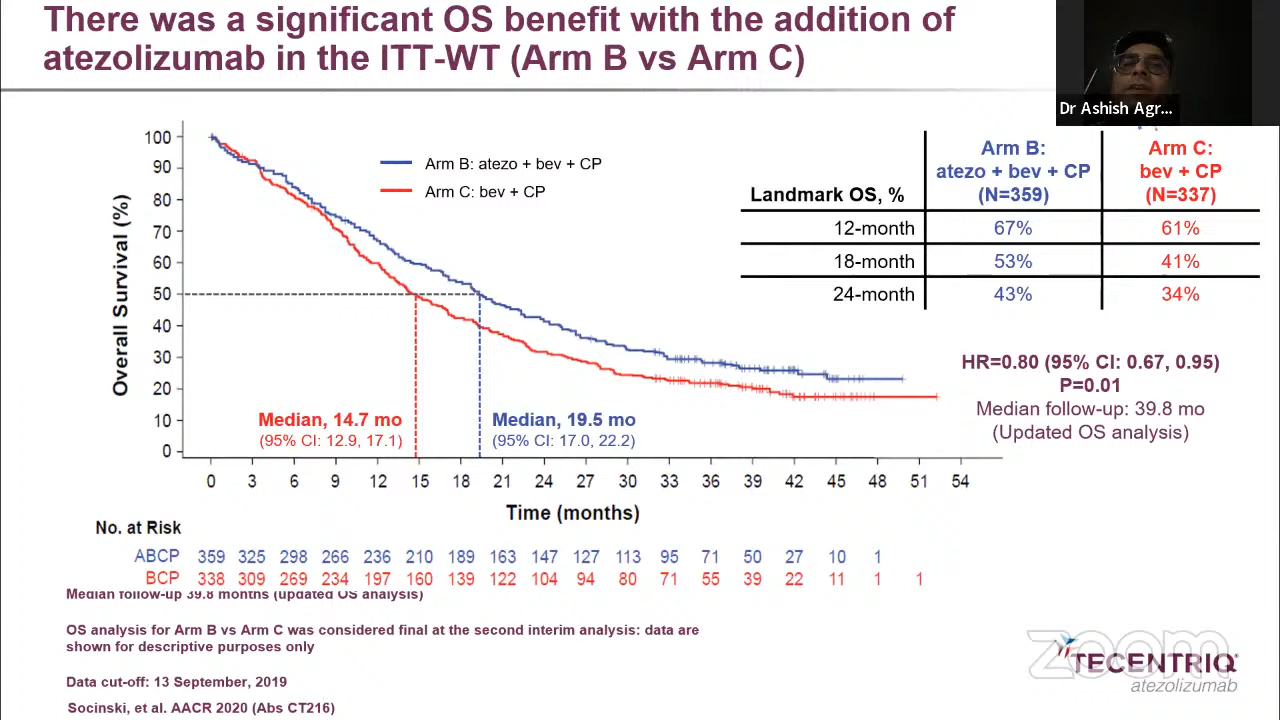 There was a significant OS benefit with the addition of
atezolizumab in the ITT-WT (Arm B vs Arm C)
Dr Ashish Agr...
Arm B: atezo + bev + CP
Arm C: bev + CP
Overall Survival (%)
100
90
80
70
60
50
40
30
20
10
0
Median, 14.7 mo
(95% CI: 12.9, 17.1)
Median, 19.5 mo
(95% CI: 17.0, 22.2)
0 3 6 9 12 15 18 21 24 27 30 33 36 39 42 45 48 51 54
Time (months)
Landmark OS, % Arm B: atezo + bev + CP (N=359) Arm C: bev + CP (N=337)
12-month 67% 61%
18-month 53% 41%
24-month 43% 34%
HR=0.80 (95% CI: 0.67, 0.95)
P=0.01
Median follow-up: 39.8 mo
(Updated OS analysis)
No. at Risk
ABCP 359 325 298 266 236 210 189 163 147 127 113 95 71 50 27 10 1
BCP 338 309 269 234 197 160 139 122 104 94 80 71 55 39 22 11 1 1
Median follow-up 39.8 months (updated OS analysis)
OS analysis for Arm B vs Arm C was considered final at the second interim analysis: data are
shown for descriptive purposes only
Data cut-off: 13 September, 2019
Socinski, et al. AACR 2020 (Abs CT216)
zoom
TECENTRIQ
atezolizumab